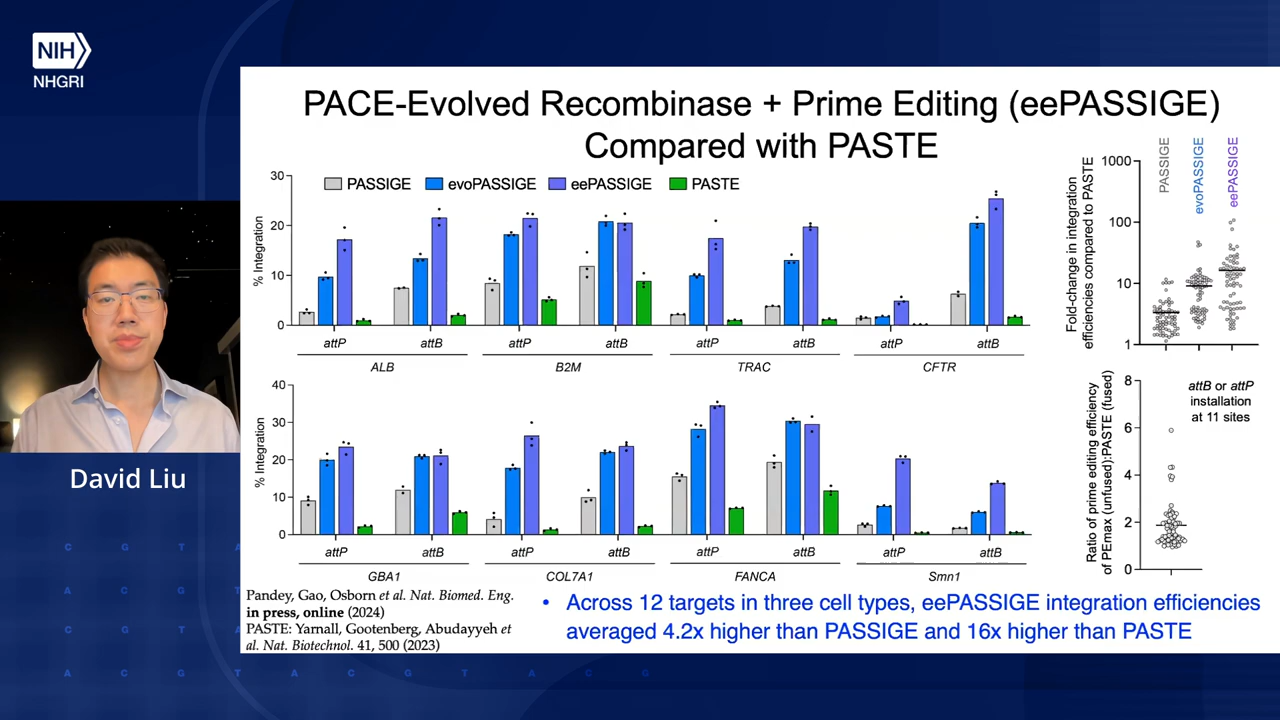 NIH
NHGRI
David Liu
PACE-Evolved Recombinase + Prime Editing (eePASSIGE)
Compared with PASTE
PASSIGE
evoPASSIGE
eePASSIGE
PASTE
% Integration
30
20
10
0
attP
attB
attP
attB
attP
attB
attP
attB
ALB
B2M
TRAC
CFTR
% Integration
40
30
20
10
0
attP
attB
attP
attB
attP
attB
attP
attB
GBA1
COL7A1
FANCA
Smn1
PASSIGE
evoPASSIGE
eePASSIGE
Fold-change in integration
efficiencies compared to PASTE
1000
100
10
1
attB or attP
installation
at 11 sites
Ratio of prime editing efficiency
of PEmax (unfused):PASTE (fused)
8
6
4
2
0
Pandey, Gao, Osborn et al. Nat. Biomed. Eng.
in press, online (2024)
PASTE: Yarnall, Gootenberg, Abudayyeh et
al. Nat. Biotechnol. 41, 500 (2023)
• Across 12 targets in three cell types, eePASSIGE integration efficiencies
averaged 4.2x higher than PASSIGE and 16x higher than PASTE
C G T A
A C G T
C G T A
A C G T A C G T A C G